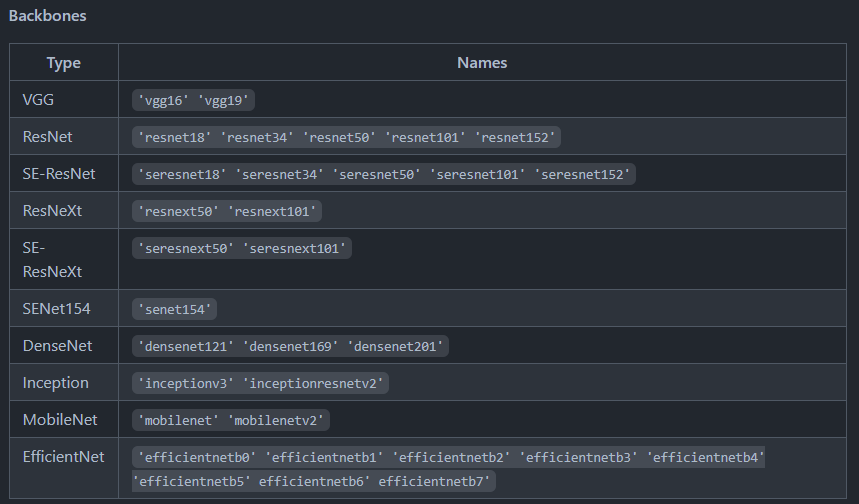 Backbones
Type Names
VGG 'vgg16' 'vgg19'
ResNet 'resnet18' 'resnet34' 'resnet50' 'resnet101' 'resnet152'
SE-ResNet 'seresnet18' 'seresnet34' 'seresnet50' 'seresnet101' 'seresnet152'
ResNeXt 'resnext50' 'resnext101'
SE- 'seresnext50' 'seresnext101'
ResNeXt
SENet154 'senet154'
DenseNet 'densenet121' 'densenet169' 'densenet201'
Inception 'inceptionv3' 'inceptionresnetv2'
MobileNet 'mobilenet' 'mobilenetv2'
EfficientNet 'efficientnetb0' 'efficientnetb1' 'efficientnetb2' 'efficientnetb3' 'efficientnetb4'
'efficientnetb5' efficientnetb6' efficientnetb7'